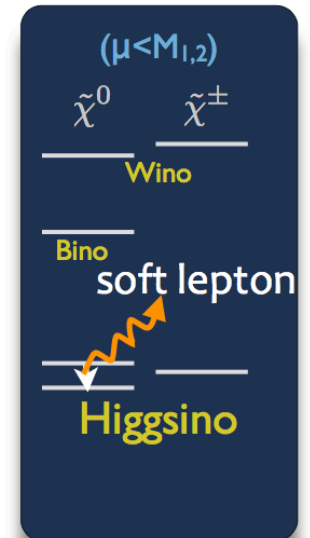 (μ<M₁,₂)
χ̃⁰ χ̃±
Wino
Bino
soft lepton
Higgsino